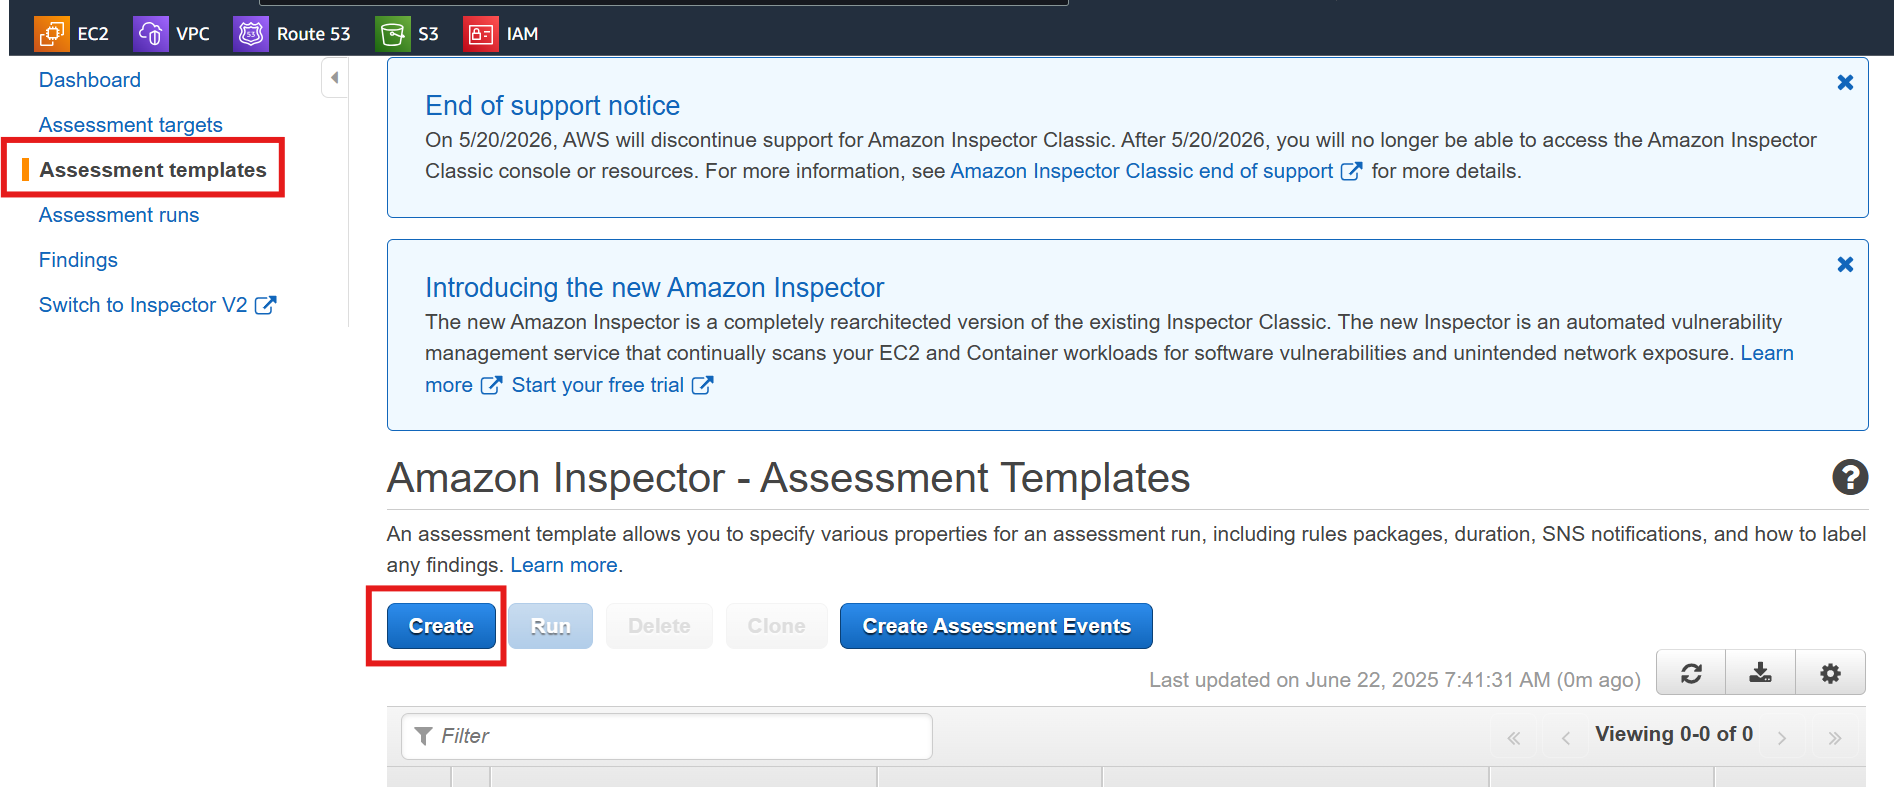 EC2 VPC Route 53 S3 IAM
Dashboard
Assessment targets
Assessment templates
Assessment runs
Findings
Switch to Inspector V2
End of support notice
On 5/20/2026, AWS will discontinue support for Amazon Inspector Classic. After 5/20/2026, you will no longer be able to access the Amazon Inspector
Classic console or resources. For more information, see Amazon Inspector Classic end of support for more details.
Introducing the new Amazon Inspector
The new Amazon Inspector is a completely rearchitected version of the existing Inspector Classic. The new Inspector is an automated vulnerability
management service that continually scans your EC2 and Container workloads for software vulnerabilities and unintended network exposure. Learn
more Start your free trial
Amazon Inspector - Assessment Templates
An assessment template allows you to specify various properties for an assessment run, including rules packages, duration, SNS notifications, and how to label
any findings. Learn more.
Create Run Delete Clone Create Assessment Events
Last updated on June 22, 2025 7:41:31 AM (0m ago)
Filter
Viewing 0-0 of 0